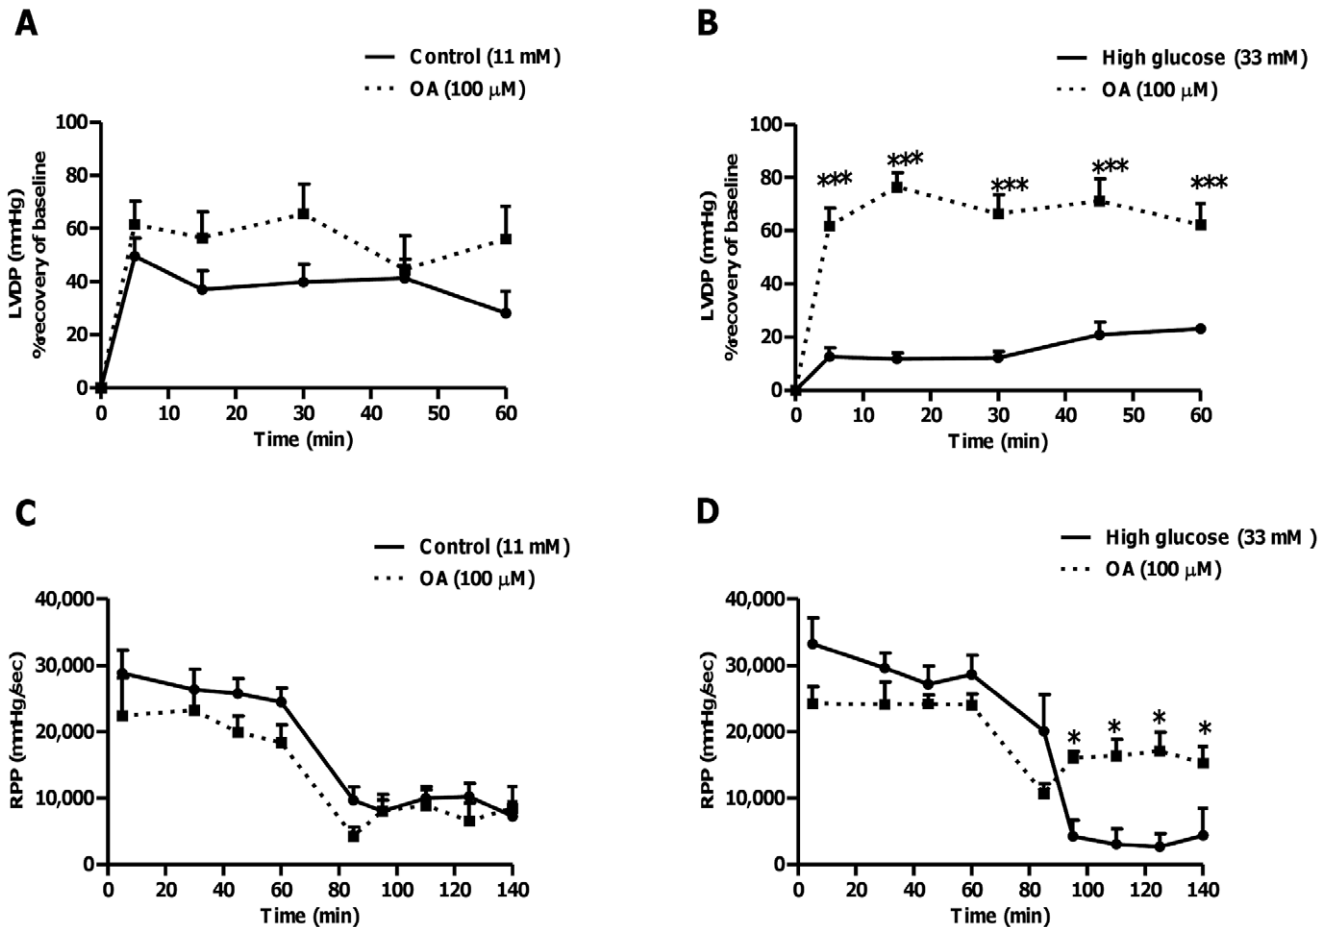 A
Control (11 mM)
OA (100 µM)
LVDP (mmHg)
%recovery of baseline
100
80
60
40
20
0
0 10 20 30 40 50 60
Time (min)
B
High glucose (33 mM)
OA (100 µM)
LVDP (mmHg)
%recovery of baseline
100
80
60
40
20
0
*** *** *** *** ***
0 10 20 30 40 50 60
Time (min)
C
Control (11 mM)
OA (100 µM)
RPP (mmHg/sec)
40,000
30,000
20,000
10,000
0
0 20 40 60 80 100 120 140
Time (min)
D
High glucose (33 mM)
OA (100 µM)
RPP (mmHg/sec)
40,000
30,000
20,000
10,000
0
* * * *
0 20 40 60 80 100 120 140
Time (min)